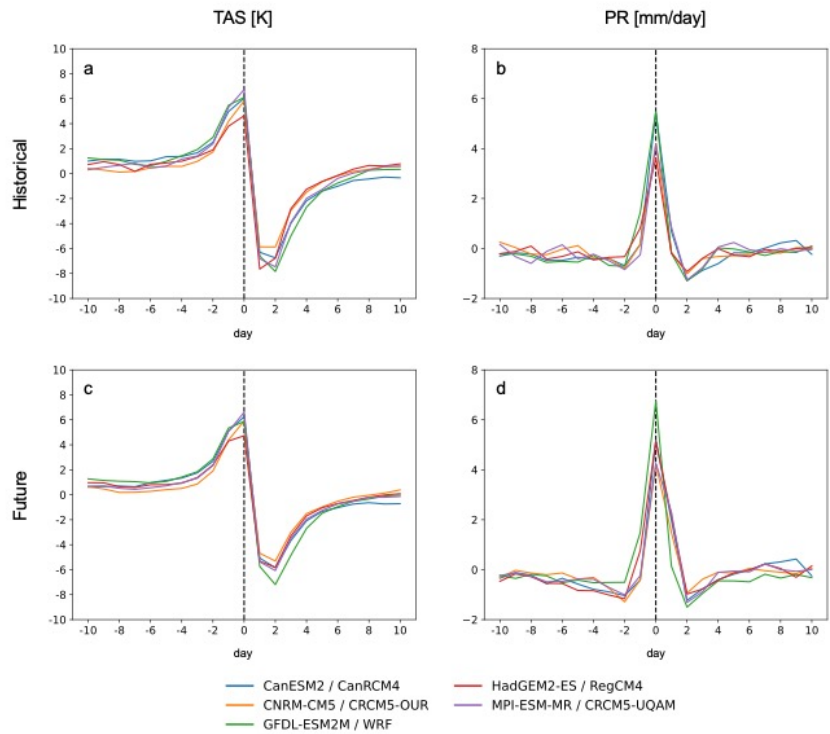 TAS [K] PR [mm/day]
Historical
a
10
8
6
4
2
0
-2
-4
-6
-8
-10
-10 -8 -6 -4 -2 0 2 4 6 8 10
day
b
8
6
4
2
0
−2
-10 -8 -6 -4 -2 0 2 4 6 8 10
day
Future
c
10
8
6
4
2
0
-2
-4
-6
-8
-10
-10 -8 -6 -4 -2 0 2 4 6 8 10
day
d
8
6
4
2
0
−2
-10 -8 -6 -4 -2 0 2 4 6 8 10
day
CanESM2 / CanRCM4
CNRM-CM5 / CRCM5-OUR
GFDL-ESM2M / WRF
HadGEM2-ES / RegCM4
MPI-ESM-MR / CRCM5-UQAM